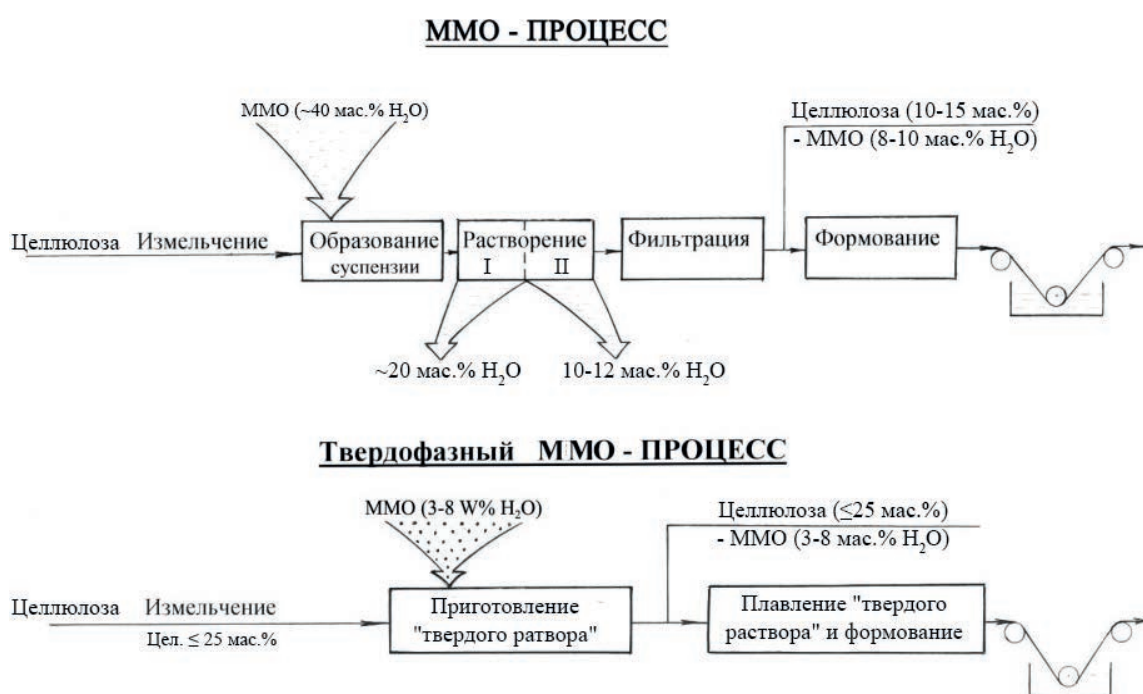 ММО - ПРОЦЕСС
ММО (~40 мас.% H₂O)
Целлюлоза (10-15 мас.%)
- ММО (8-10 мас.% H₂O)
Целлюлоза Измельчение
Образование
суспензии
Растворение
I II
Фильтрация
Формование
~20 мас.% H₂O
10-12 мас.% H₂O
Твердофазный ММО - ПРОЦЕСС
ММО (3-8 W% H₂O)
Целлюлоза (≤25 мас.%)
- ММО (3-8 мас.% H₂O)
Целлюлоза Измельчение
Цел. ≤ 25 мас.%
Приготовление
"твердого ратвора"
Плавление "твердого
раствора" и формование